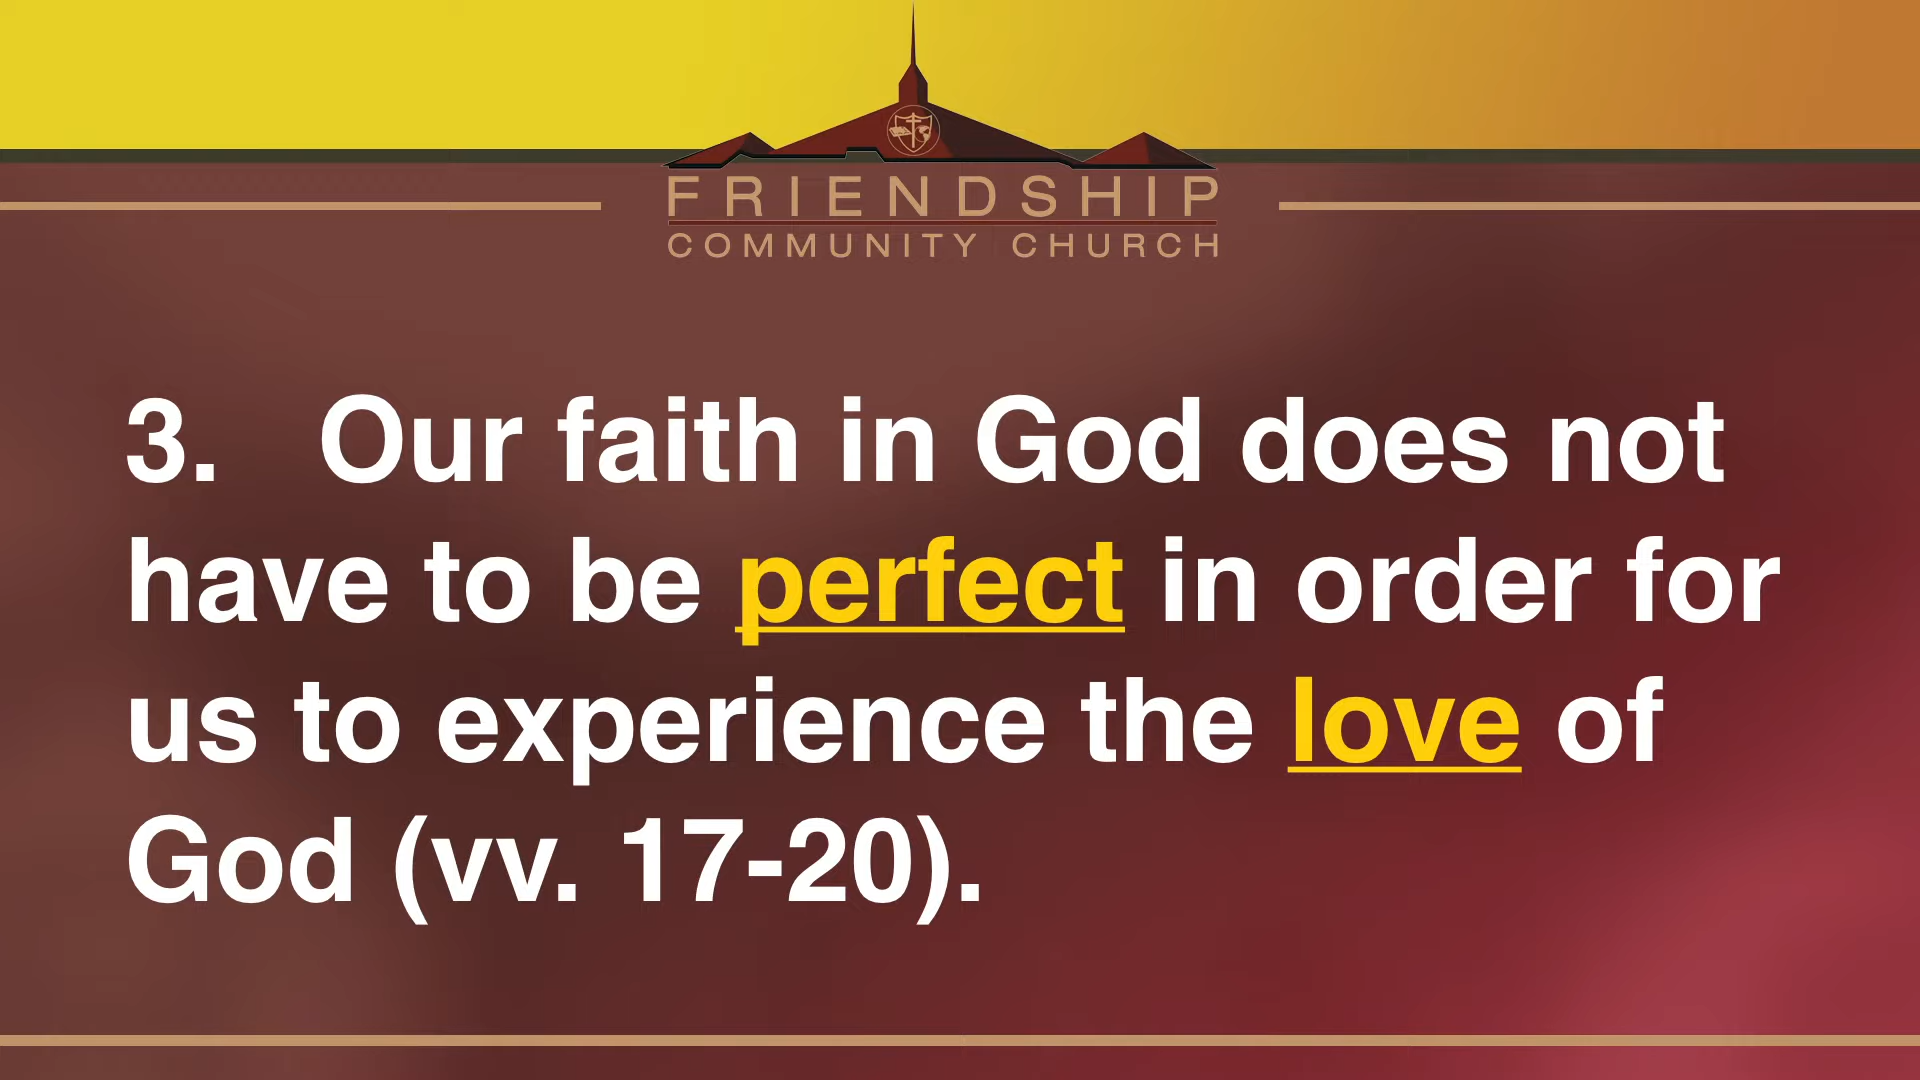 FRIENDSHIP
COMMUNITY CHURCH
3. Our faith in God does not
have to be perfect in order for
us to experience the love of
God (vv. 17-20).